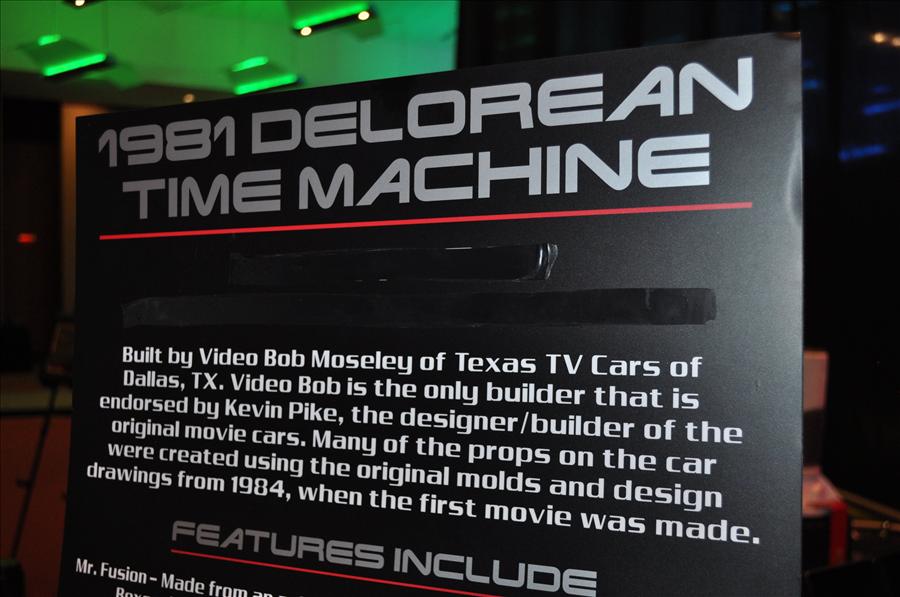 1981 DELOREAN
TIME MACHINE
Built by Video Bob Moseley of Texas TV Cars of
Dallas, TX. Video Bob is the only builder that is
endorsed by Kevin Pike, the designer/builder of the
original movie cars. Many of the props on the car
were created using the original molds and design
drawings from 1984, when the first movie was made.
FEATURES INCLUDE
Mr. Fusion - Made from an